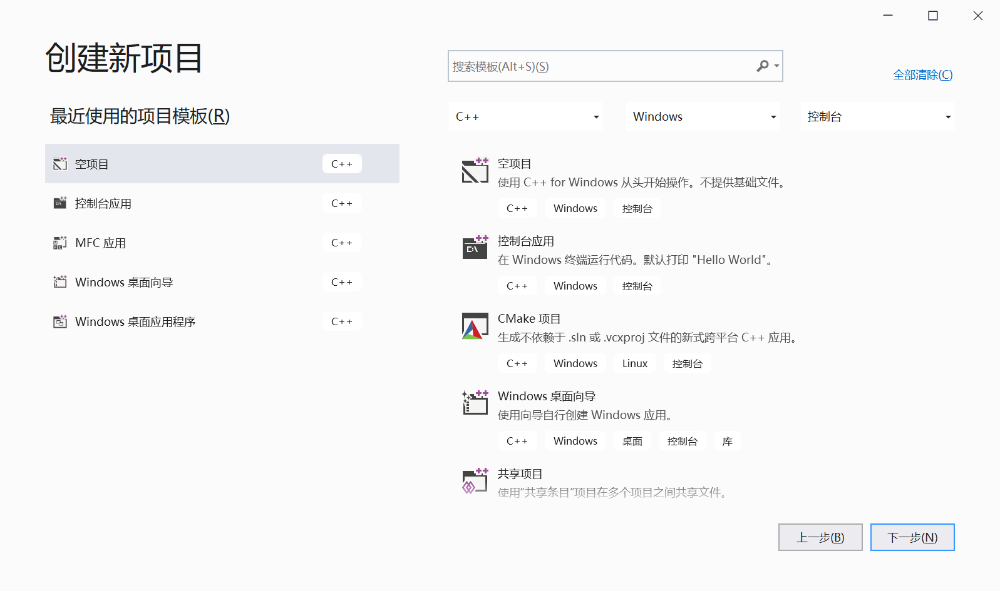 创建新项目
搜索模板(Alt+S)(S)
全部清除(C)
最近使用的项目模板(R)
C++
Windows
控制台
空项目 C++
控制台应用 C++
MFC 应用 C++
Windows 桌面向导 C++
Windows 桌面应用程序 C++
空项目
使用 C++ for Windows 从头开始操作。不提供基础文件。
C++ Windows 控制台
控制台应用
在 Windows 终端运行代码。默认打印 "Hello World"。
C++ Windows 控制台
CMake 项目
生成不依赖于 .sln 或 .vcxproj 文件的新式跨平台 C++ 应用。
C++ Windows Linux 控制台
Windows 桌面向导
使用向导自行创建 Windows 应用。
C++ Windows 桌面 控制台 库
共享项目
使用“共享条目”项目在多个项目之间共享文件。
上一步(B)
下一步(N)